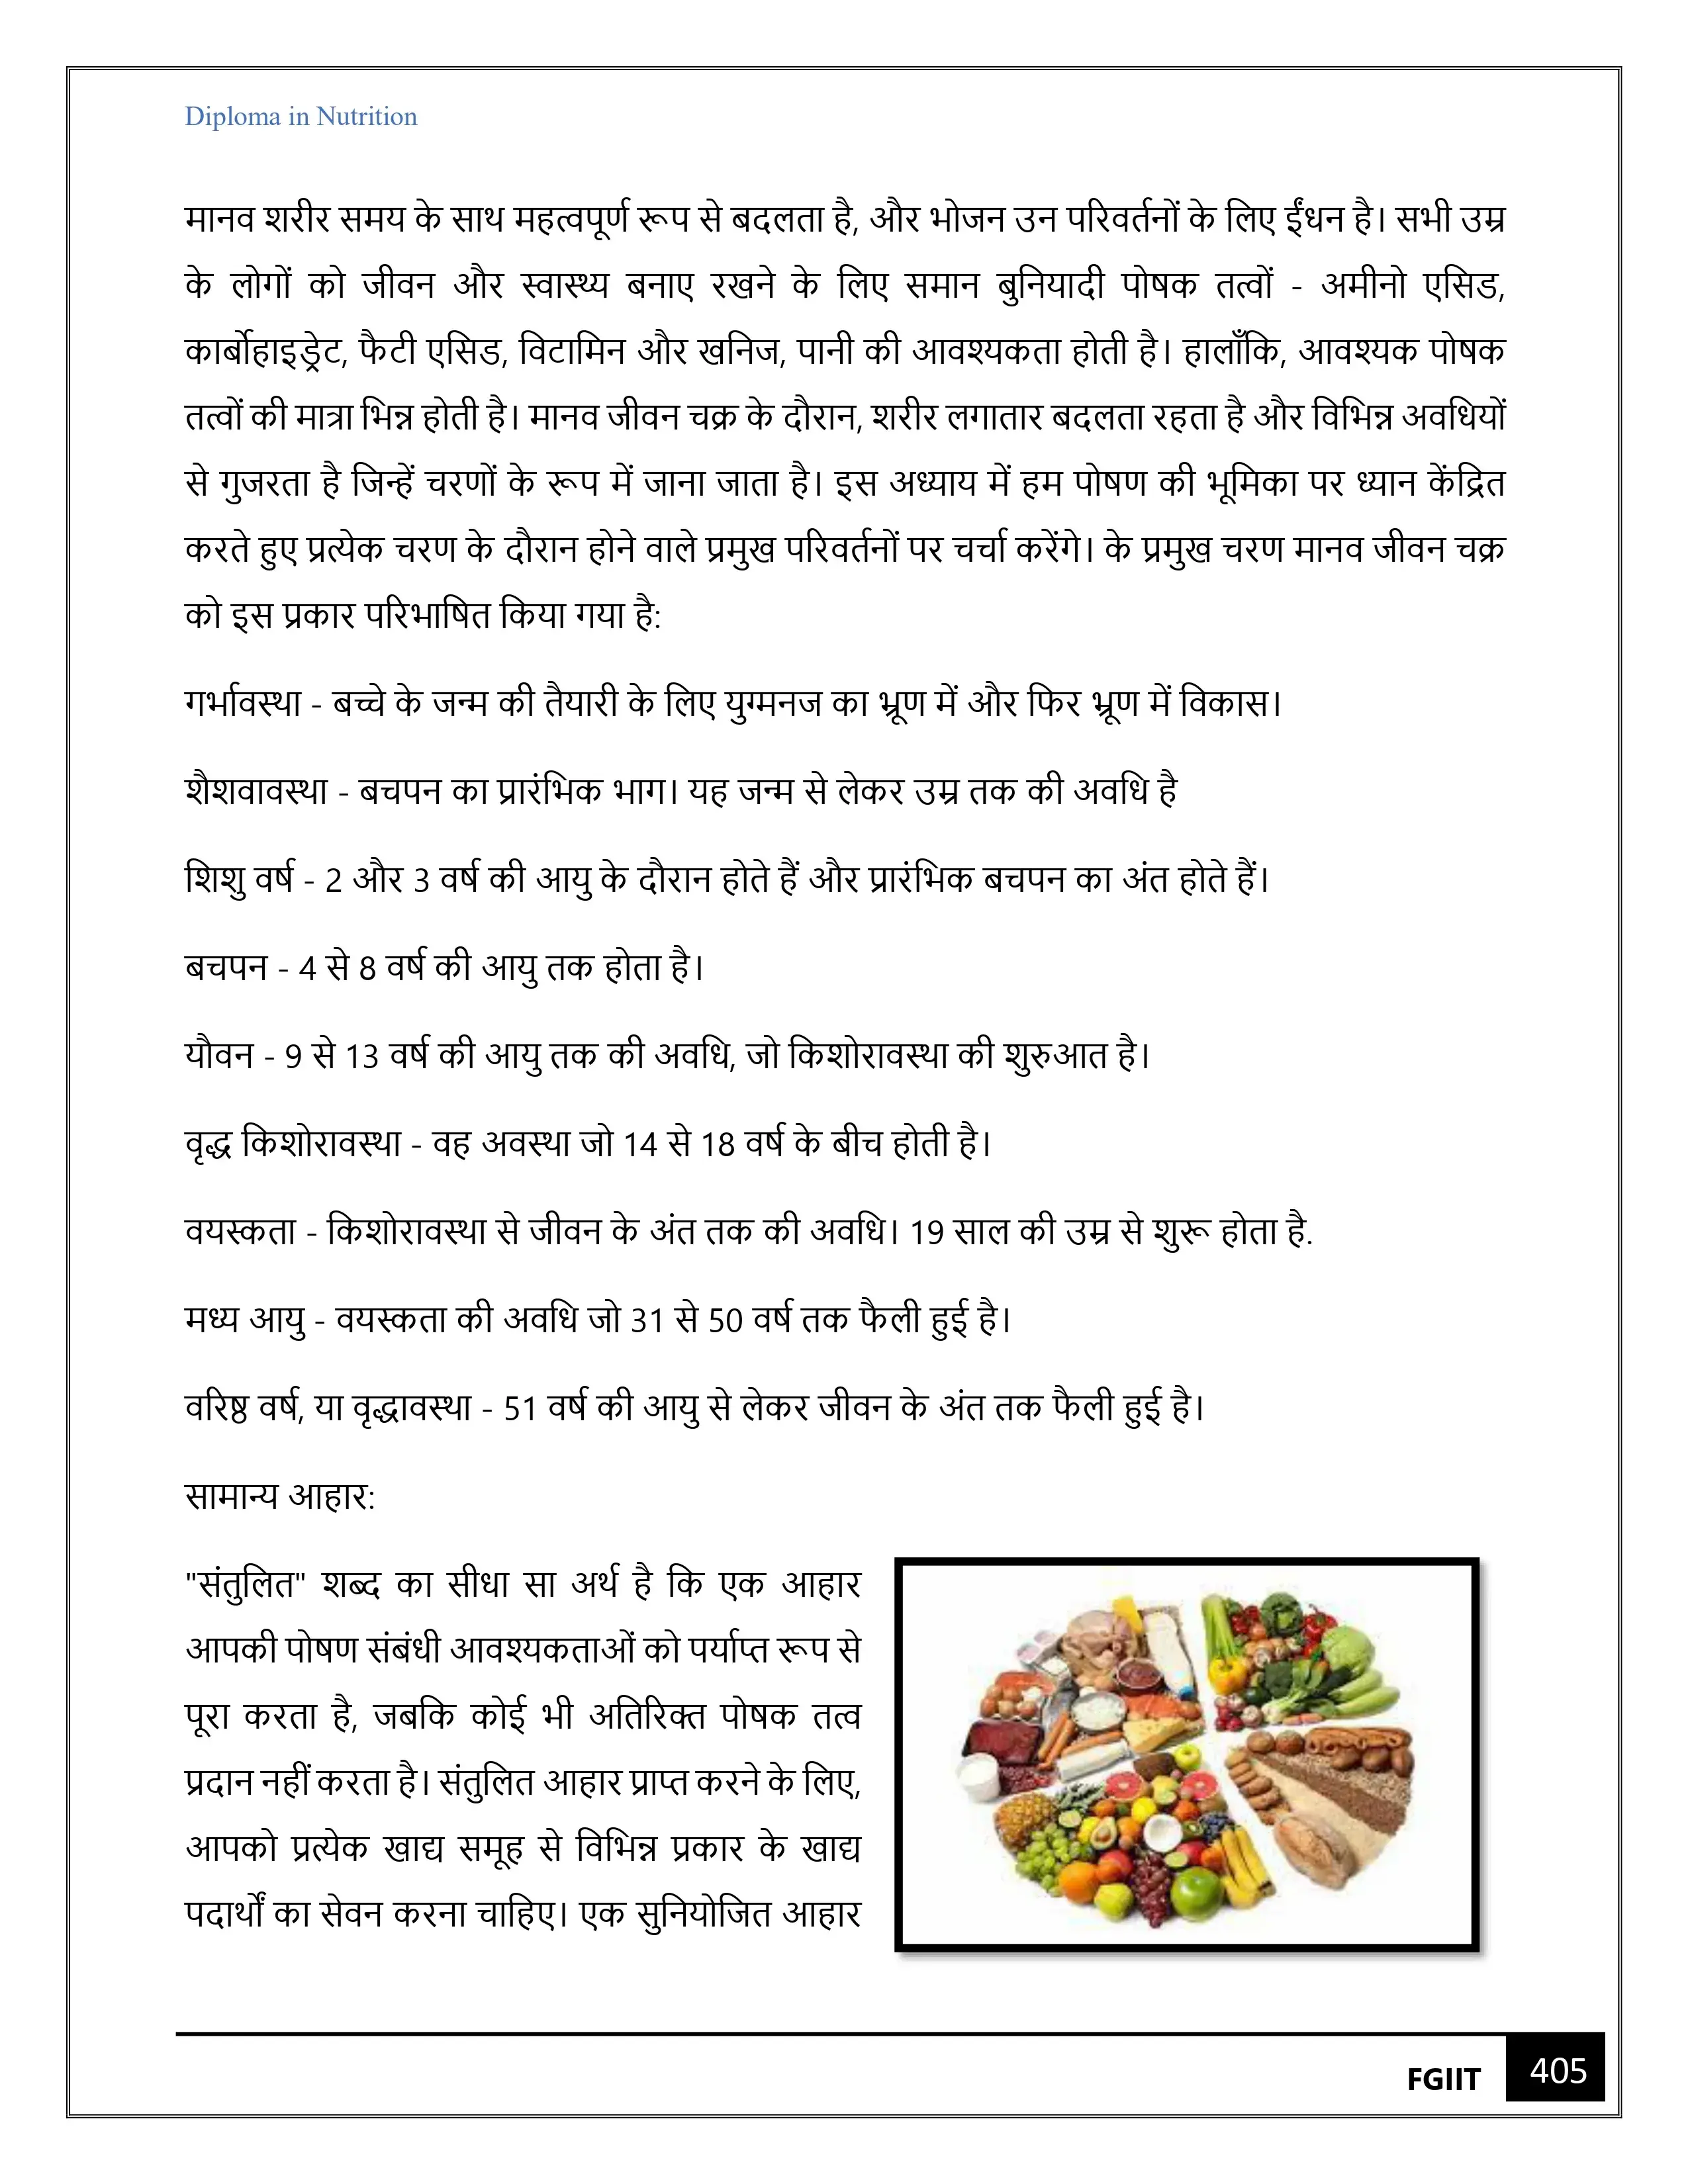 Diploma in Nutrition
मानव शरीर समय के साथ महत्वपूर्ण रूप से बदलता है, और भोजन उन परिवर्तनों के लिए ईंधन है। सभी उम्र
के लोगों को जीवन और स्वास्थ्य बनाए रखने के लिए समान बुनियादी पोषक तत्वों - अमीनो एसिड,
कार्बोहाइड्रेट, फैटी एसिड, विटामिन और खनिज, पानी की आवश्यकता होती है। हालाँकि, आवश्यक पोषक
तत्वों की मात्रा भिन्न होती है। मानव जीवन चक्र के दौरान, शरीर लगातार बदलता रहता है और विभिन्न अवधियों
से गुजरता है जिन्हें चरणों के रूप में जाना जाता है। इस अध्याय में हम पोषण की भूमिका पर ध्यान केंद्रित
करते हुए प्रत्येक चरण के दौरान होने वाले प्रमुख परिवर्तनों पर चर्चा करेंगे। के प्रमुख चरण मानव जीवन चक्र
को इस प्रकार परिभाषित किया गया है:
गर्भावस्था - बच्चे के जन्म की तैयारी के लिए युग्मनज का भ्रूण में और फिर भ्रूण में विकास।
शैशवावस्था - बचपन का प्रारंभिक भाग। यह जन्म से लेकर उम्र तक की अवधि है
शिशु वर्ष - 2 और 3 वर्ष की आयु के दौरान होते हैं और प्रारंभिक बचपन का अंत होते हैं।
बचपन - 4 से 8 वर्ष की आयु तक होता है।
यौवन - 9 से 13 वर्ष की आयु तक की अवधि, जो किशोरावस्था की शुरुआत है।
वृद्ध किशोरावस्था - वह अवस्था जो 14 से 18 वर्ष के बीच होती है।
वयस्कता - किशोरावस्था से जीवन के अंत तक की अवधि। 19 साल की उम्र से शुरू होता है.
मध्य आयु - वयस्कता की अवधि जो 31 से 50 वर्ष तक फैली हुई है।
वरिष्ठ वर्ष, या वृद्धावस्था - 51 वर्ष की आयु से लेकर जीवन के अंत तक फैली हुई है।
सामान्य आहार:
"संतुलित" शब्द का सीधा सा अर्थ है कि एक आहार
आपकी पोषण संबंधी आवश्यकताओं को पर्याप्त रूप से
पूरा करता है, जबकि कोई भी अतिरिक्त पोषक तत्व
प्रदान नहीं करता है। संतुलित आहार प्राप्त करने के लिए,
आपको प्रत्येक खाद्य समूह से विभिन्न प्रकार के खाद्य
पदार्थों का सेवन करना चाहिए। एक सुनियोजित आहार
FGIIT 405